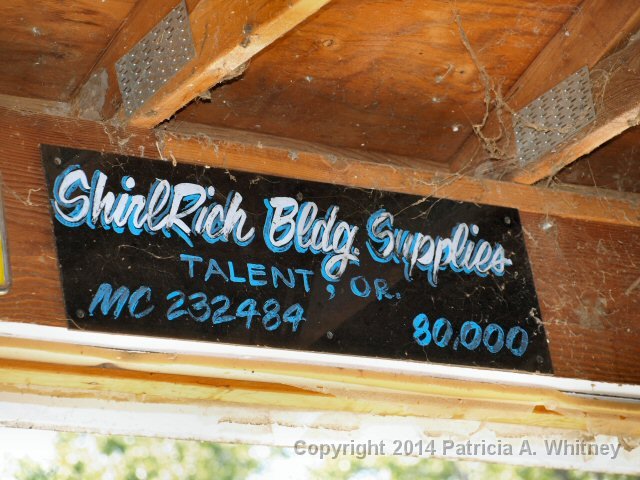 ShirlRich Bldg Supplies
TALENT, OR.
MC 232484 80,000
Copyright 2014 Patricia A. Whitney